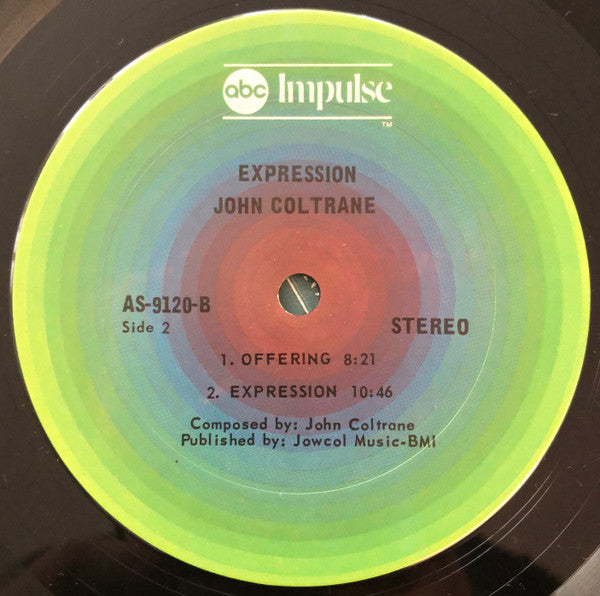 abc Impulse
TM
EXPRESSION
JOHN COLTRANE
AS-9120-B
Side 2
STEREO
1. OFFERING 8:21
2. EXPRESSION 10:46
Composed by: John Coltrane
Published by: Jowcol Music-BMI